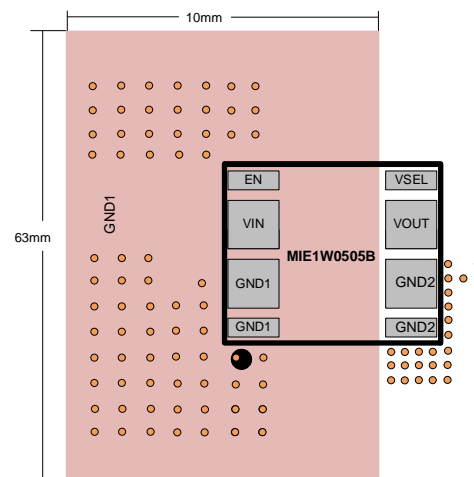 10mm
63mm
GND1
EN
VSEL
VIN
VOUT
MIE1W0505B
GND1
GND2
GND1
GND2